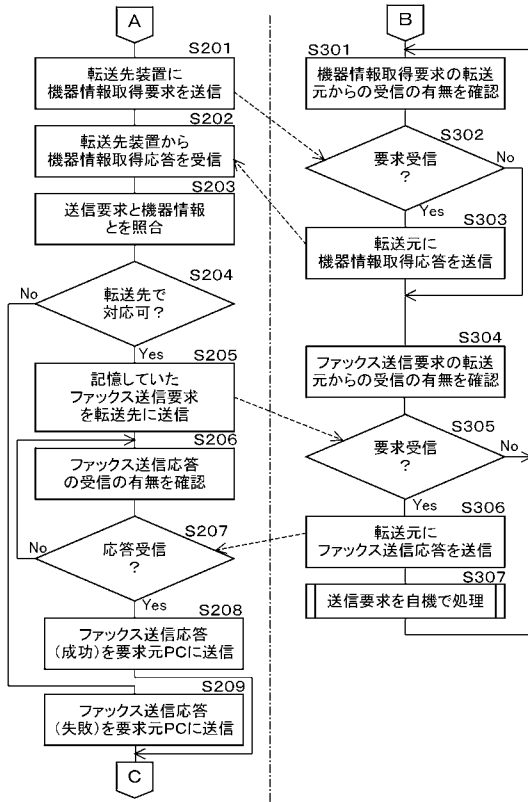 A
S201
転送先装置に
機器情報取得要求を送信
S202
転送先装置から
機器情報取得応答を受信
S203
送信要求と機器情報
とを照合
S204
転送先で
対応可?
No
Yes
S205
記憶していた
ファックス送信要求
を転送先に送信
S206
ファックス送信応答
の受信の有無を確認
S207
応答受信
?
No
Yes
S208
ファックス送信応答
(成功)を要求元PCに送信
S209
ファックス送信応答
(失敗)を要求元PCに送信
C
B
S301
機器情報取得要求の転送
元からの受信の有無を確認
S302
要求受信
?
No
Yes
S303
転送元に
機器情報取得応答を送信
S304
ファックス送信要求の転送
元からの受信の有無を確認
S305
要求受信
?
No
Yes
S306
転送元に
ファックス送信応答を送信
S307
送信要求を自機で処理